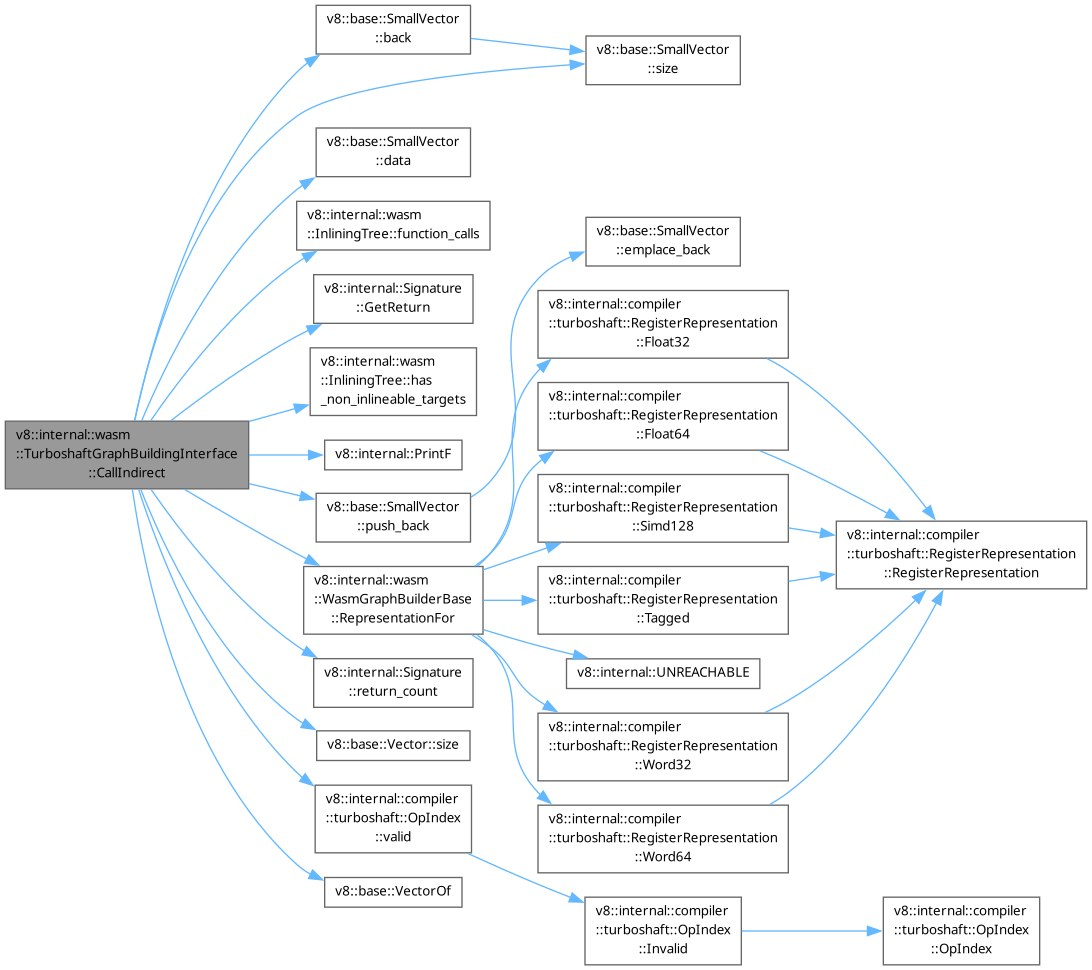 v8::internal::wasm
::TurboshaftGraphBuildingInterface
::CallIndirect
v8::base::SmallVector
::back
v8::base::SmallVector
::size
v8::base::SmallVector
::data
v8::internal::wasm
::InliningTree::function_calls
v8::internal::Signature
::GetReturn
v8::internal::wasm
::InliningTree::has
_non_inlineable_targets
v8::internal::PrintF
v8::base::SmallVector
::push_back
v8::base::SmallVector
::emplace_back
v8::internal::wasm
::WasmGraphBuilderBase
::RepresentationFor
v8::internal::compiler
::turboshaft::RegisterRepresentation
::Float32
v8::internal::compiler
::turboshaft::RegisterRepresentation
::Float64
v8::internal::compiler
::turboshaft::RegisterRepresentation
::Simd128
v8::internal::compiler
::turboshaft::RegisterRepresentation
::Tagged
v8::internal::UNREACHABLE
v8::internal::compiler
::turboshaft::RegisterRepresentation
::Word32
v8::internal::compiler
::turboshaft::RegisterRepresentation
::Word64
v8::internal::compiler
::turboshaft::RegisterRepresentation
::RegisterRepresentation
v8::internal::Signature
::return_count
v8::base::Vector::size
v8::internal::compiler
::turboshaft::OpIndex
::valid
v8::base::VectorOf
v8::internal::compiler
::turboshaft::OpIndex
::Invalid
v8::internal::compiler
::turboshaft::OpIndex
::OpIndex